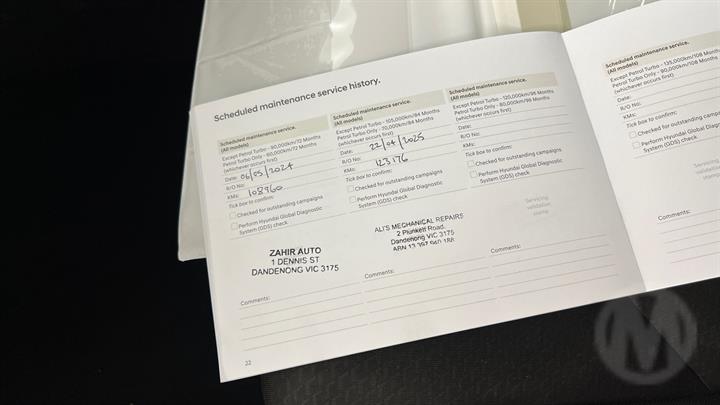 Scheduled maintenance service history.
Scheduled maintenance service.
(All models)
Except Petrol Turbo - 90,000km/72 Months
Petrol Turbo Only - 60,000km/72 Months
(whichever occurs first)
Date: 06/05/2024
R/O No:
KMs: 108960
Tick box to confirm:
Checked for outstanding campaigns
Perform Hyundai Global Diagnostic
System (GDS) check
ZAHIR AUTO
1 DENNIS ST
DANDENONG VIC 3175
Comments:
22
Scheduled maintenance service.
(All models)
Except Petrol Turbo - 105,000km/84 Months
Petrol Turbo Only - 70,000km/84 Months
(whichever occurs first)
Date: 22/04/2025
R/O No:
KMs: 123176
Tick box to confirm:
Checked for outstanding campaigns
Perform Hyundai Global Diagnostic
System (GDS) check
ALI'S MECHANICAL REPAIRS
2 Plunkett Road,
Dandenong VIC 3175
ABN 13 397 940 188
Comments:
Scheduled maintenance service.
(All models)
Except Petrol Turbo - 120,000km/96 Months
Petrol Turbo Only - 80,000km/96 Months
(whichever occurs first)
Date:
R/O No:
KMs:
Tick box to confirm:
Checked for outstanding campaigns
Perform Hyundai Global Diagnostic
System (GDS) check
Servicing
validation
stamp
Comments:
Scheduled maintenance service.
(All models)
Except Petrol Turbo - 135,000km/108 Months
Petrol Turbo Only - 90,000km/108 Months
(whichever occurs first)
Date:
R/O No:
KMs:
Tick box to confirm:
Checked for outstanding campaigns
Perform Hyundai Global Diagnostic
System (GDS) check
Servicing
validation
stamp
Comments:
M